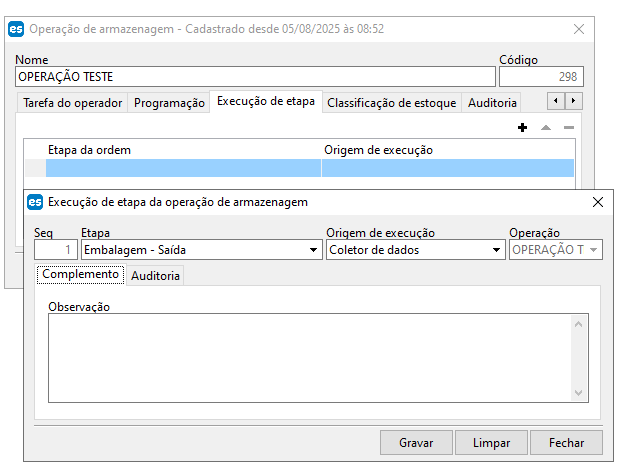 es Operação de armazenagem - Cadastrado desde 05/08/2025 às 08:52
Nome Código
OPERAÇÃO TESTE 298
Tarefa do operador Programação Execução de etapa Classificação de estoque Auditoria
Etapa da ordem Origem de execução
es Execução de etapa da operação de armazenagem
Seq Etapa Origem de execução Operação
1 Embalagem - Saída Coletor de dados OPERAÇÃO T
Complemento Auditoria
Observação
Gravar Limpar Fechar